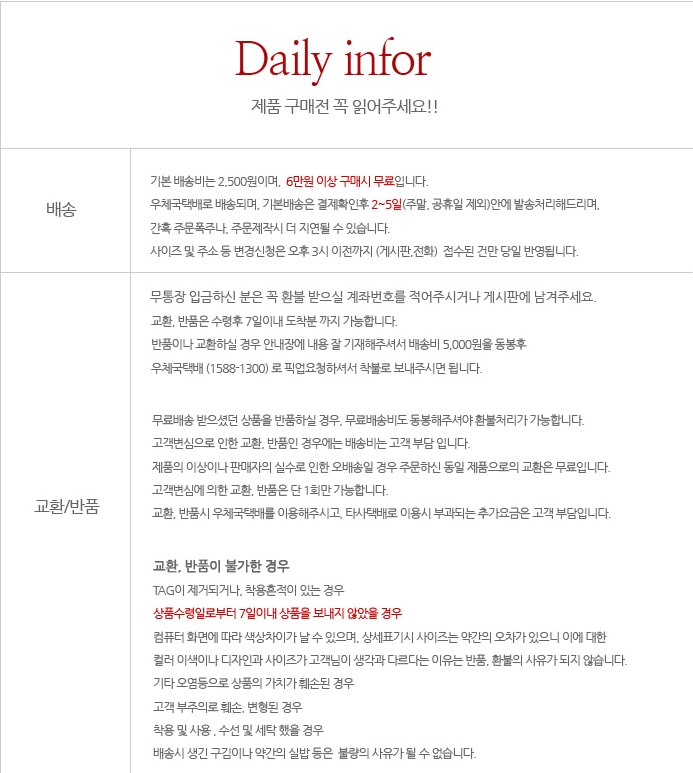 Daily infor
제품 구매전 꼭 읽어주세요!!
배송
기본 배송비는 2,500원이며, 6만원 이상 구매시 무료입니다.
우체국택배로 배송되며, 기본배송은 결제확인후 2~5일(주말, 공휴일 제외)안에 발송처리해드리며,
간혹 주문폭주나, 주문제작시 더 지연될 수 있습니다.
사이즈 및 주소 등 변경신청은 오후 3시 이전까지 (게시판,전화) 접수된 건만 당일 반영됩니다.
교환/반품
무통장 입금하신 분은 꼭 환불 받으실 계좌번호를 적어주시거나 게시판에 남겨주세요.
교환, 반품은 수령후 7일이내 도착분 까지 가능합니다.
반품이나 교환하실 경우 안내장에 내용 잘 기재해주셔서 배송비 5,000원을 동봉후
우체국택배 (1588-1300) 로 픽업요청하셔서 착불로 보내주시면 됩니다.
무료배송 받으셨던 상품을 반품하실 경우, 무료배송비도 동봉해주셔야 환불처리가 가능합니다.
고객변심으로 인한 교환, 반품인 경우에는 배송비는 고객 부담 입니다.
제품의 이상이나 판매자의 실수로 인한 오배송일 경우 주문하신 동일 제품으로의 교환은 무료입니다.
고객변심에 의한 교환, 반품은 단 1회만 가능합니다.
교환, 반품시 우체국택배를 이용해주시고, 타사택배로 이용시 부과되는 추가요금은 고객 부담입니다.
교환, 반품이 불가한 경우
TAG이 제거되거나, 착용흔적이 있는 경우
상품수령일로부터 7일이내 상품을 보내지 않았을 경우
컴퓨터 화면에 따라 색상차이가 날 수 있으며, 상세표기시 사이즈는 약간의 오차가 있으니 이에 대한
컬러 이색이나 디자인과 사이즈가 고객님이 생각과 다르다는 이유는 반품, 환불의 사유가 되지 않습니다.
기타 오염등으로 상품의 가치가 훼손된 경우
고객 부주의로 훼손, 변형된 경우
착용 및 사용 , 수선 및 세탁 했을 경우
배송시 생긴 구김이나 약간의 실밥 등은 불량의 사유가 될 수 없습니다.